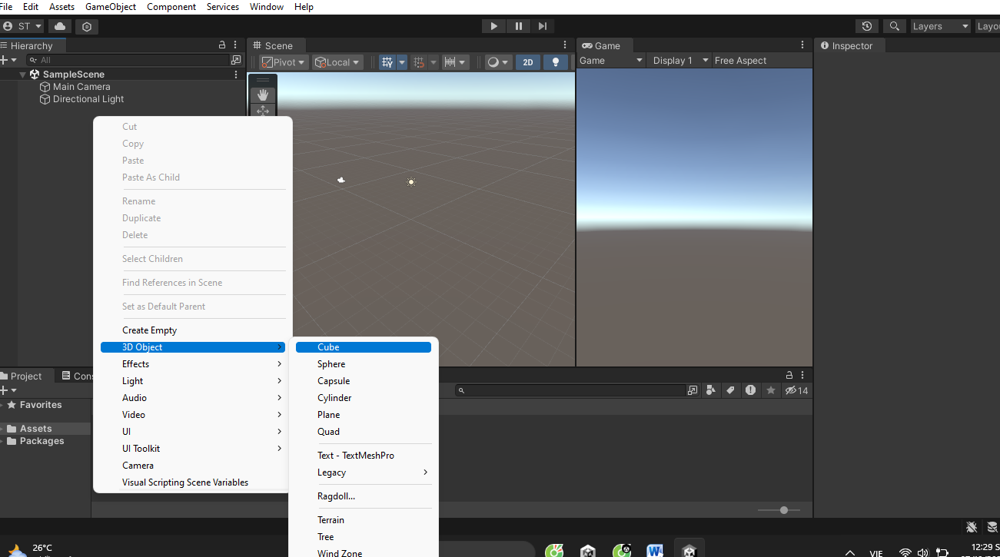 File Edit Assets GameObject Component Services Window Help
ST Layers
Hierarchy Scene Game Inspector
All Pivot Local 2D Game Display 1 Free Aspect
SampleScene
Main Camera
Directional Light
Cut
Copy
Paste
Paste As Child
Rename
Duplicate
Delete
Select Children
Find References in Scene
Set as Default Parent
Create Empty
3D Object
Effects
Light
Audio
Video
UI
UI Toolkit
Camera
Visual Scripting Scene Variables
Cube
Sphere
Capsule
Cylinder
Plane
Quad
Text - TextMeshPro
Legacy
Ragdoll...
Terrain
Tree
Wind Zone
Project
14
Favorites
Assets
Packages
26°C
VIE
12:29 S